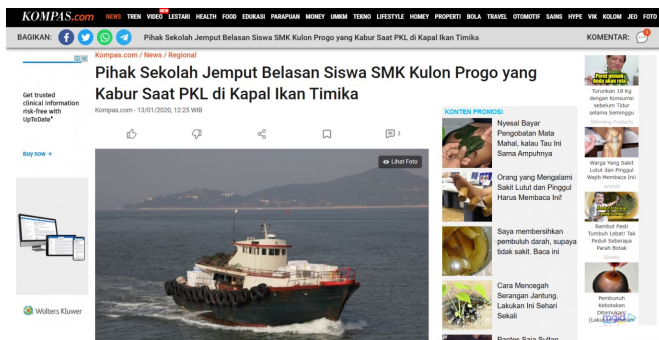 KOMPAS.com NEWS TREN VIDEO NEW LESTARI HEALTH FOOD EDUKASI PARAPUAN MONEY UMKM TEKNO LIFESTYLE HOMEY PROPERTI BOLA TRAVEL OTOMOTIF SAINS HYPE VIK KOLOM JEO FOTO
BAGIKAN: Pihak Sekolah Jemput Belasan Siswa SMK Kulon Progo yang Kabur Saat PKL di Kapal Ikan Timika KOMENTAR:
Kompas.com / News / Regional
Pihak Sekolah Jemput Belasan Siswa SMK Kulon Progo yang
Kabur Saat PKL di Kapal Ikan Timika
Kompas.com - 13/01/2020, 12:25 WIB
3
Lihat Foto
Get trusted
clinical information
risk-free with
UpToDate
Buy now →
Wolters Kluwer
KONTEN PROMOSI
Nyesal Bayar
Pengobatan Mata
Mahal, kalau Tau Ini
Sama Ampuhnya
Orang yang Mengalami
Sakit Lutut dan Pinggul
Harus Membaca Ini!
Saya membersihkan
pembuluh darah, supaya
tidak sakit. Baca ini
Cara Mencegah
Serangan Jantung.
Lakukan Ini Sehari
Sekali
Turunkan 18 Kg
dengan Konsumsi
sebelum Tidur
selama Seminggu
Slimming Products
Warga Yang Sakit
Lutut dan Pinggul
Wajib Membaca Ini!
Rambut Pasti
Tumbuh Lebat! Tak
Peduli Seberapa
Parah Botak
Pembunuh
Kebotakan
Ditemukan!
mgid